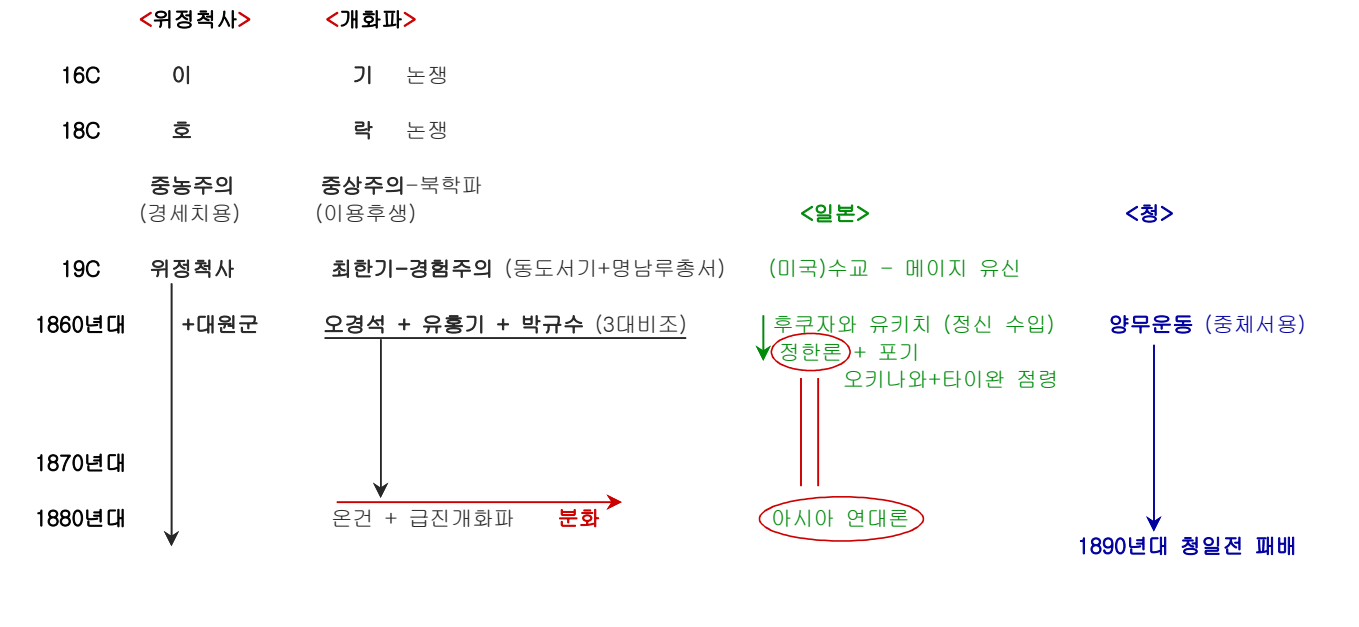 <위정척사> <개화파>
16C 이 기 논쟁
18C 호 락 논쟁
중농주의 중상주의-북학파
(경세치용) (이용후생) <일본> <청>
19C 위정척사 최한기-경험주의 (동도서기+명남루총서) (미국)수교 - 메이지 유신
1860년대 +대원군 오경석 + 유홍기 + 박규수 (3대비조) 후쿠자와 유키치 (정신 수입) 양무운동 (중체서용)
정한론 + 포기
오키나와+타이완 점령
1870년대
1880년대 온건 + 급진개화파 분화 아시아 연대론
1890년대 청일전 패배